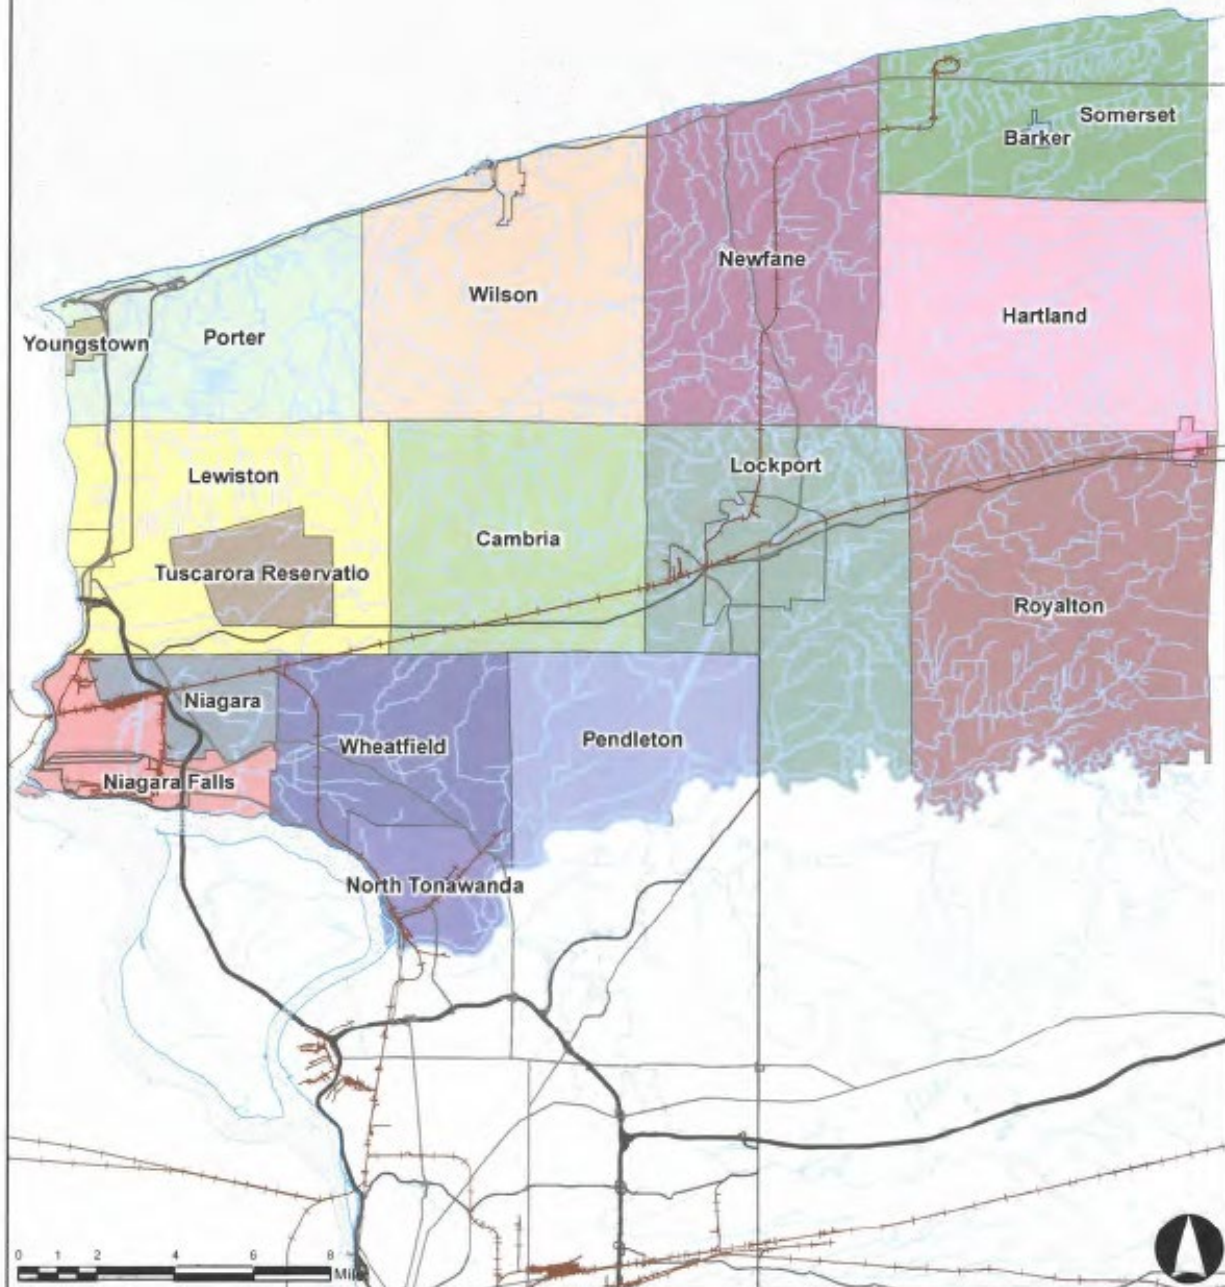 Somerset
Barker
Newfane
Wilson
Hartland
Youngstown
Porter
Lockport
Lewiston
Cambria
Tuscarora Reservatio
Royalton
Niagara
Wheatfield
Pendleton
Niagara Falls
North Tonawanda
0 1 2 4 6 8
Mil